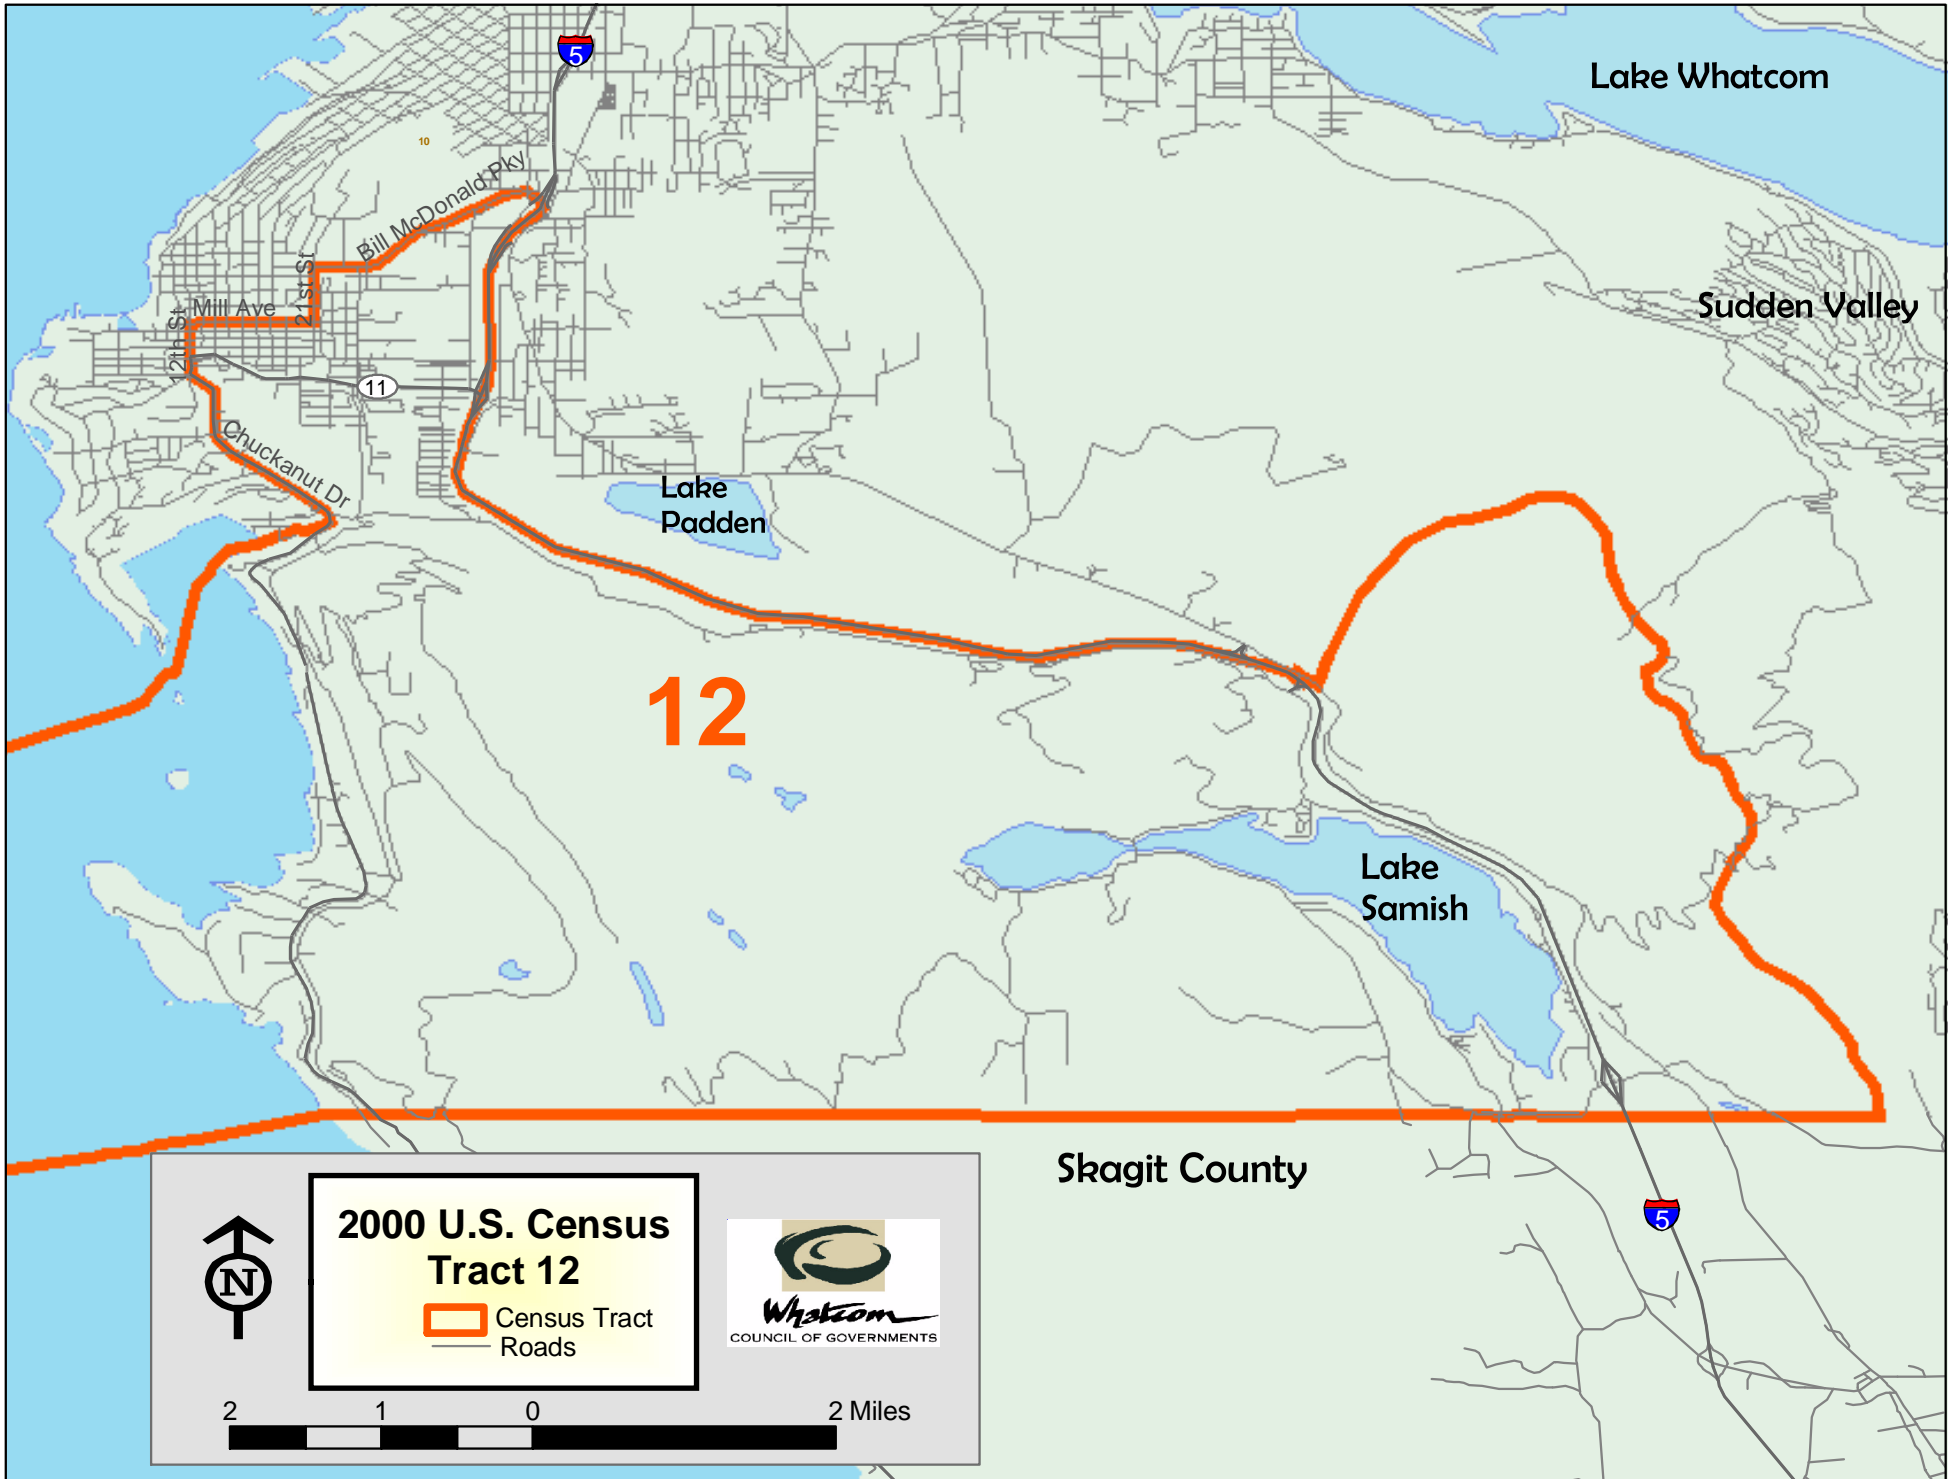 5
Lake Whatcom
10
Bill McDonald Pky
21st St
Mill Ave
12th St
Sudden Valley
11
Chuckanut Dr
Lake
Padden
12
Lake
Samish
Skagit County
5
2000 U.S. Census
Tract 12
Census Tract
Roads
N
Whatcom
COUNCIL OF GOVERNMENTS
2 1 0 2 Miles